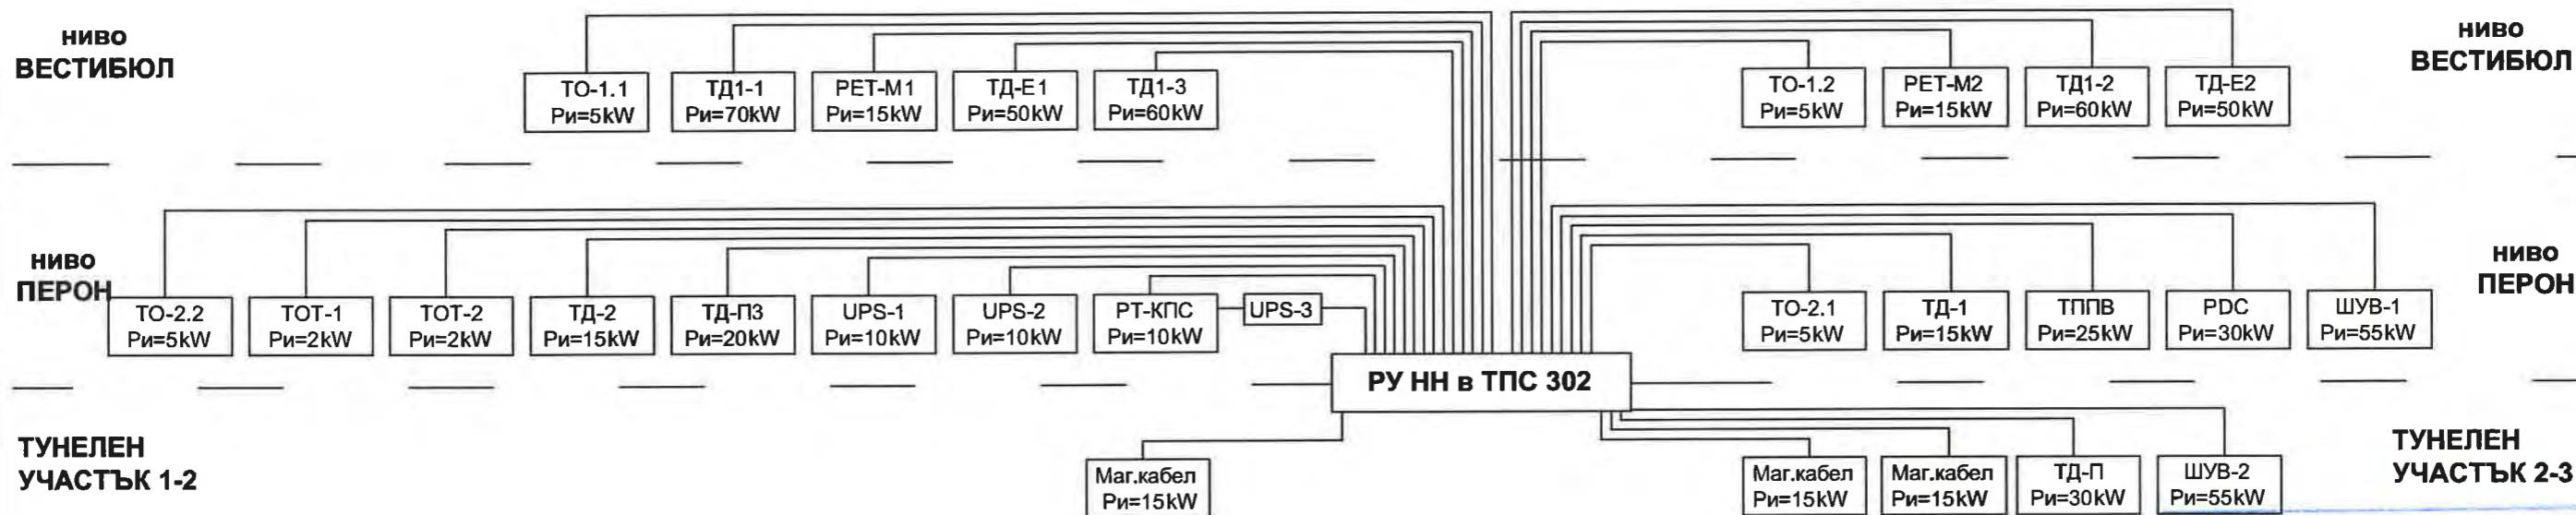 ниво
ВЕСТИБЮЛ
ТО-1.1
Ри=5kW
ТД1-1
Ри=70kW
РЕТ-М1
Ри=15kW
ТД-Е1
Ри=50kW
ТД1-3
Ри=60kW
ТО-1.2
Ри=5kW
РЕТ-М2
Ри=15kW
ТД1-2
Ри=60kW
ТД-Е2
Ри=50kW
ниво
ВЕСТИБЮЛ
ниво
ПЕРОН
ТО-2.2
Ри=5kW
ТОТ-1
Ри=2kW
ТОТ-2
Ри=2kW
ТД-2
Ри=15kW
ТД-П3
Ри=20kW
UPS-1
Ри=10kW
UPS-2
Ри=10kW
РТ-КПС
Ри=10kW
UPS-3
ТО-2.1
Ри=5kW
ТД-1
Ри=15kW
ТППВ
Ри=25kW
PDC
Ри=30kW
ШУВ-1
Ри=55kW
ниво
ПЕРОН
РУ НН в ТПС 302
ТУНЕЛЕН
УЧАСТЪК 1-2
Маг.кабел
Ри=15kW
Маг.кабел
Ри=15kW
Маг.кабел
Ри=15kW
ТД-П
Ри=30kW
ШУВ-2
Ри=55kW
ТУНЕЛЕН
УЧАСТЪК 2-3